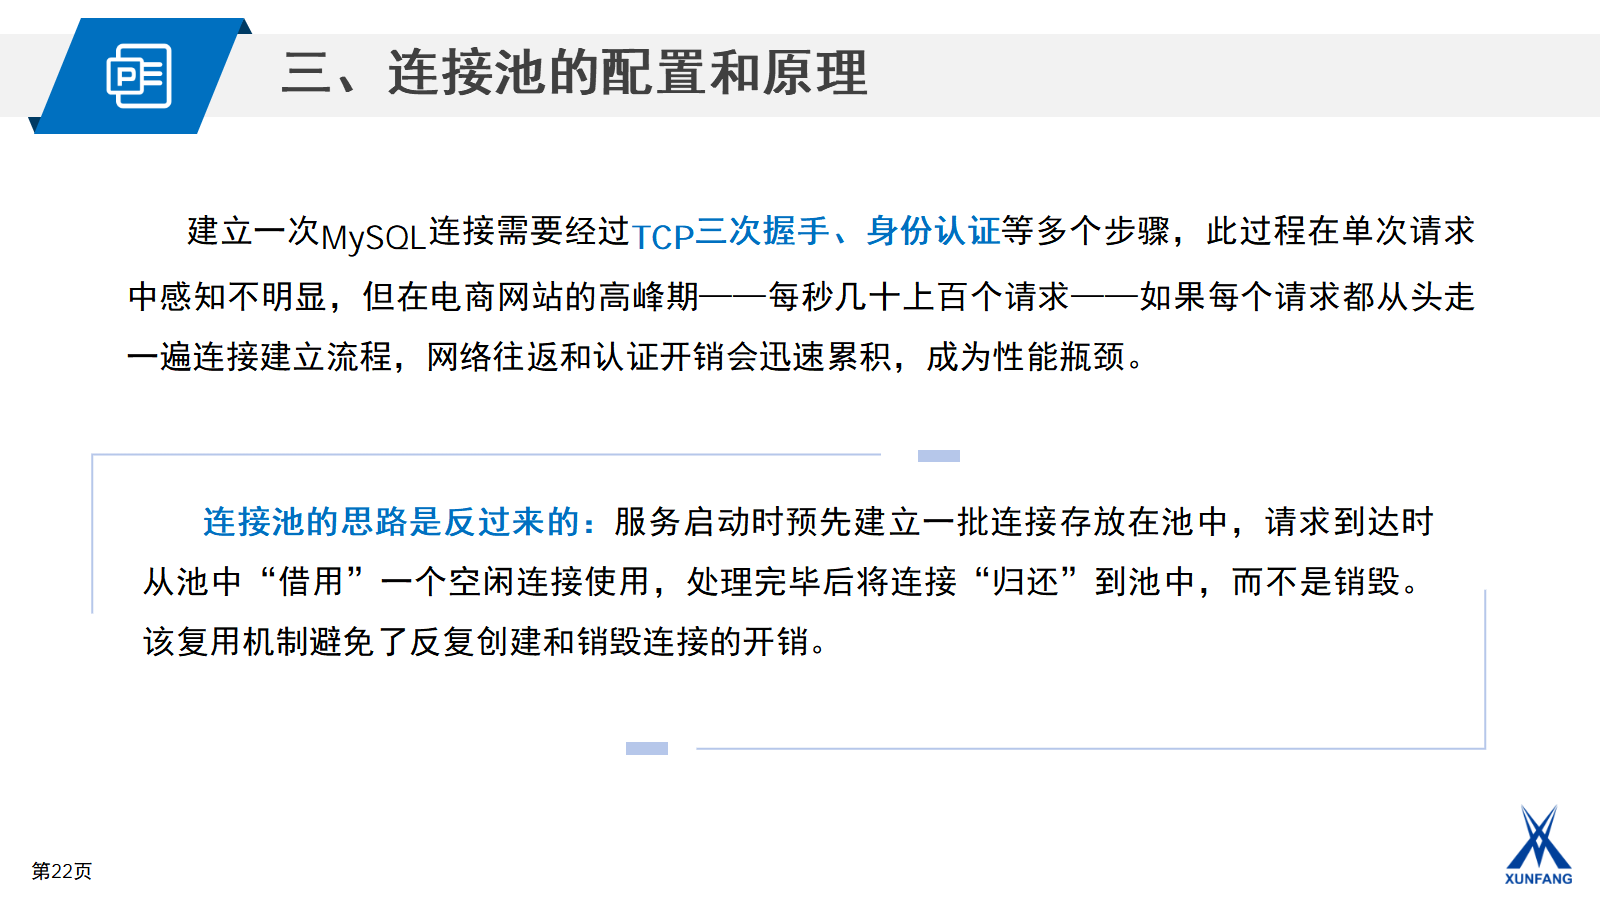 三、连接池的配置和原理
建立一次MySQL连接需要经过TCP三次握手、身份认证等多个步骤，此过程在单次请求
中感知不明显，但在电商网站的高峰期——每秒几十上百个请求——如果每个请求都从头走
一遍连接建立流程，网络往返和认证开销会迅速累积，成为性能瓶颈。
连接池的思路是反过来的：服务启动时预先建立一批连接存放在池中，请求到达时
从池中“借用”一个空闲连接使用，处理完毕后将连接“归还”到池中，而不是销毁。
该复用机制避免了反复创建和销毁连接的开销。
第22页
XUNFANG